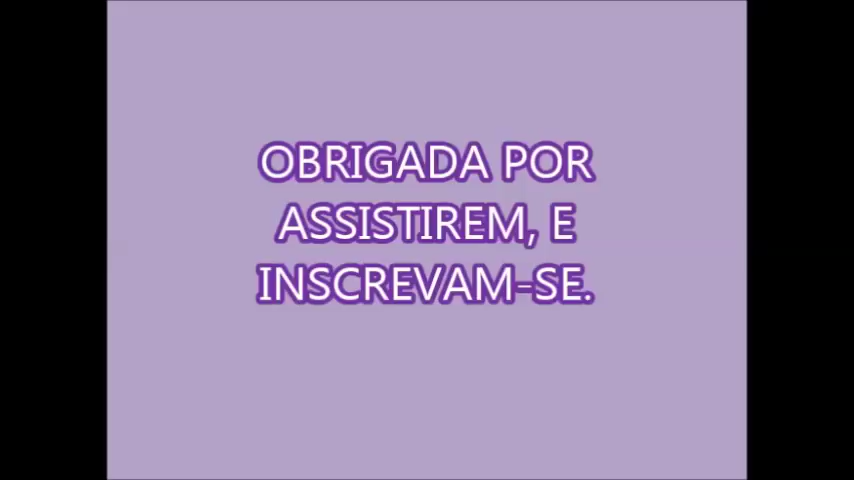 OBRIGADA POR
ASSISTIREM, E
INSCREVAM-SE.